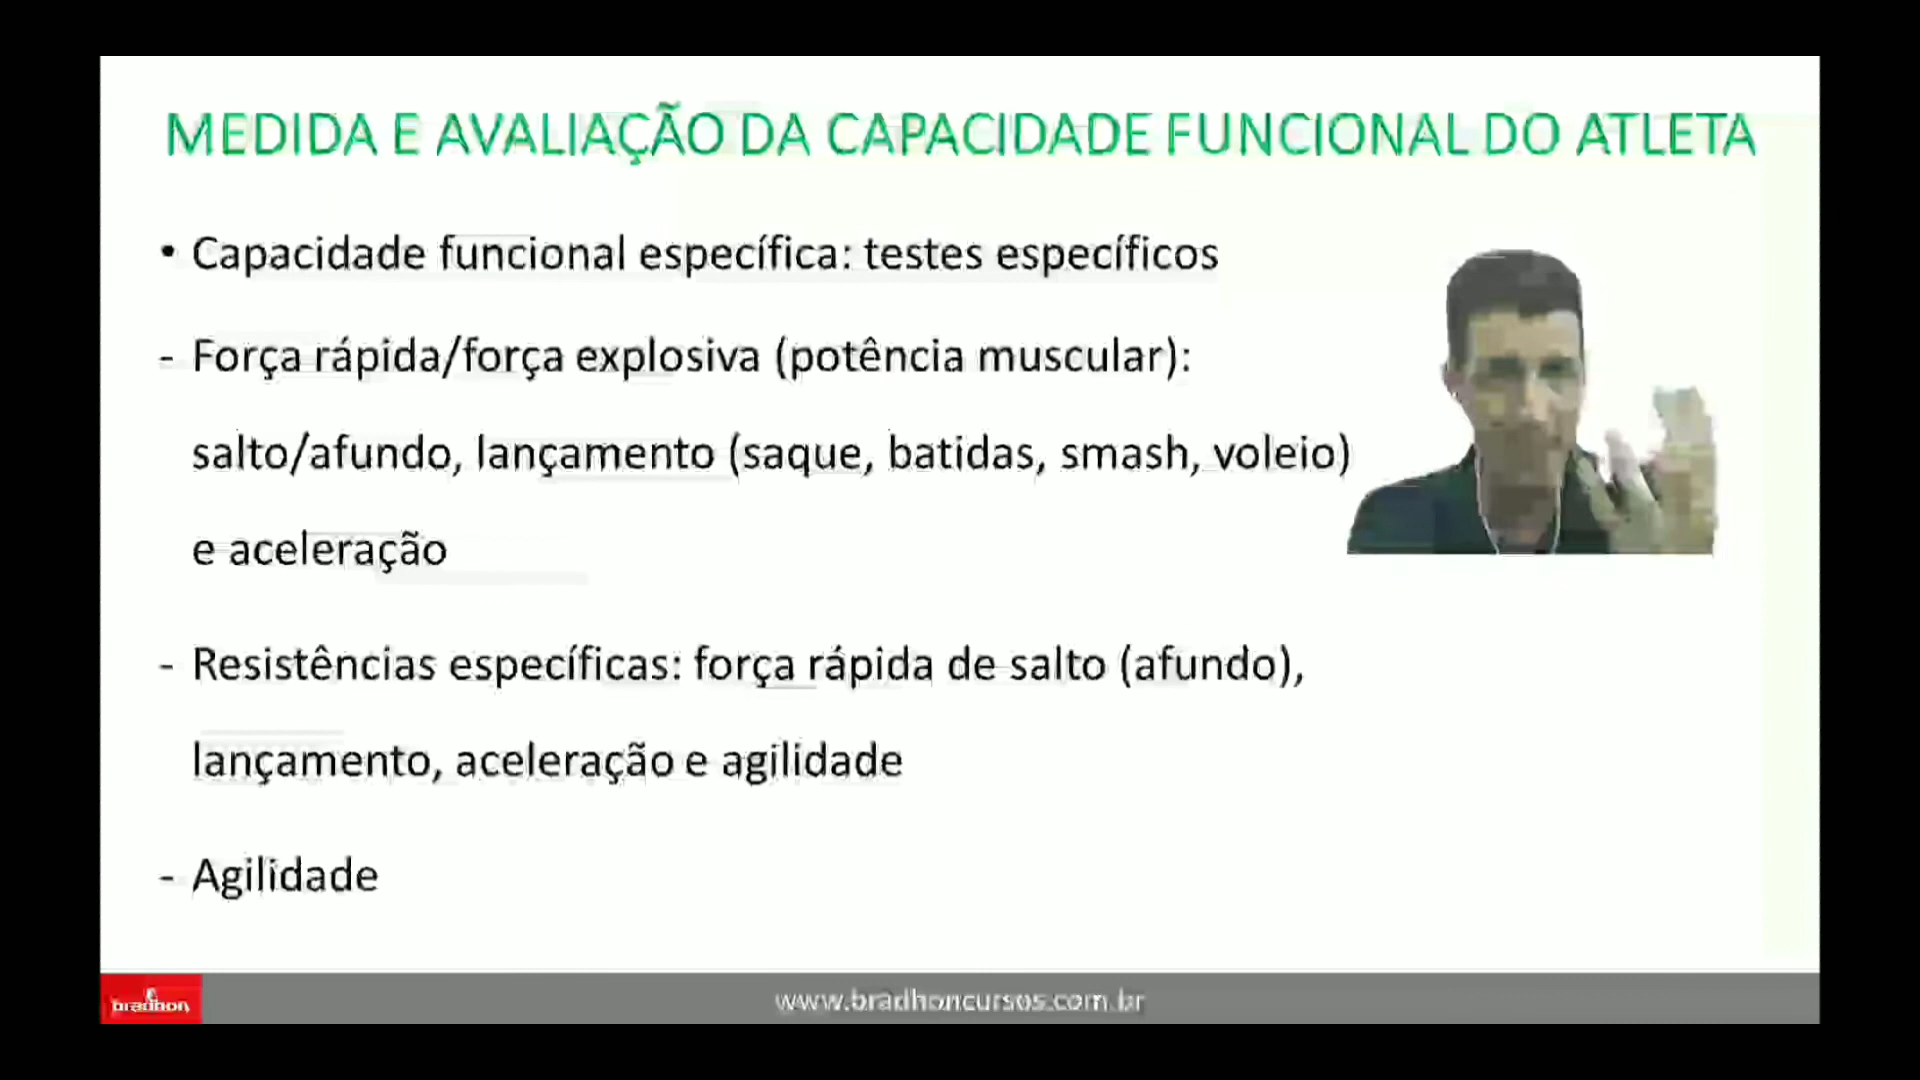 MEDIDA E AVALIAÇÃO DA CAPACIDADE FUNCIONAL DO ATLETA
• Capacidade funcional específica: testes específicos
- Força rápida/força explosiva (potência muscular):
salto/afundo, lançamento (saque, batidas, smash, voleio)
e aceleração
- Resistências específicas: força rápida de salto (afundo),
lançamento, aceleração e agilidade
- Agilidade
bradhon
www.bradhoncursos.com.br